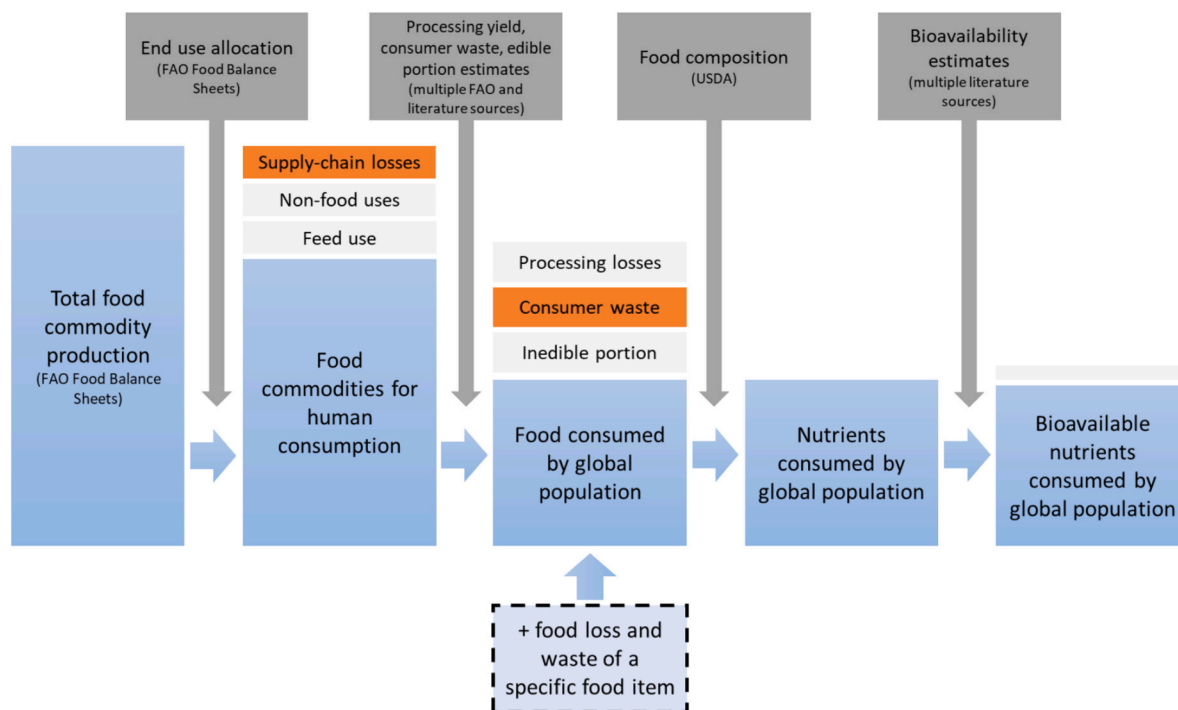 End use allocation
(FAO Food Balance
Sheets)
Processing yield,
consumer waste, edible
portion estimates
(multiple FAO and
literature sources)
Food composition
(USDA)
Bioavailability
estimates
(multiple literature
sources)
Supply-chain losses
Non-food uses
Feed use
Processing losses
Consumer waste
Inedible portion
Total food
commodity
production
(FAO Food Balance
Sheets)
Food
commodities for
human
consumption
Food consumed
by global
population
Nutrients
consumed by
global population
Bioavailable
nutrients
consumed by
global population
+ food loss and
waste of a
specific food item